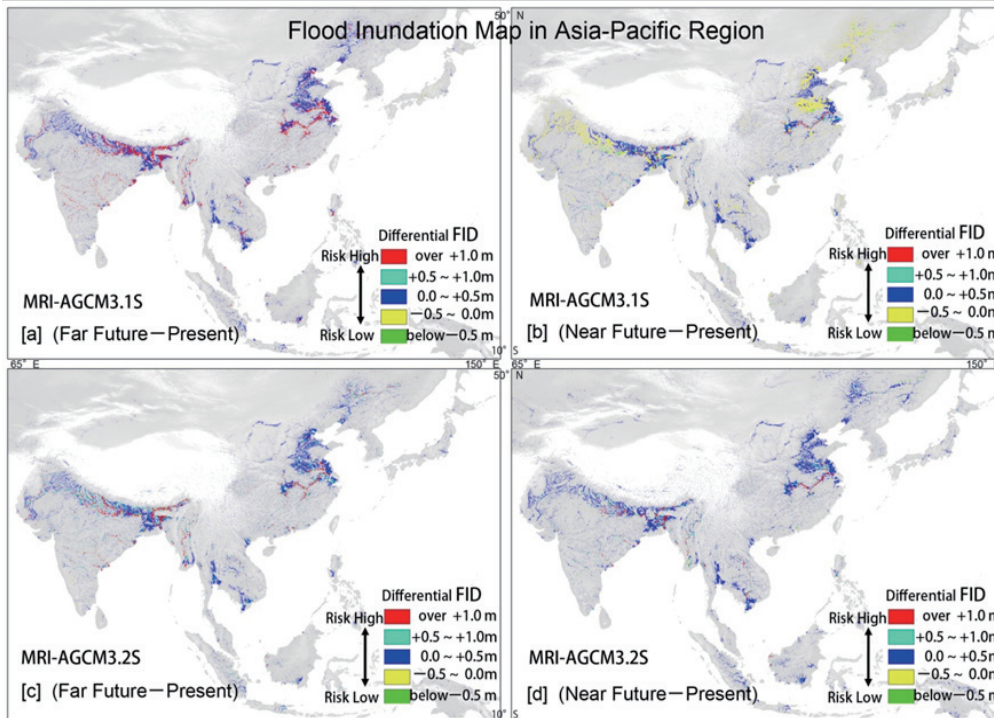 Flood Inundation Map in Asia-Pacific Region
50° N
Differential FID
Risk High
over +1.0 m
+0.5 ~ +1.0m
0.0 ~ +0.5m
−0.5 ~ 0.0m
Risk Low
below−0.5 m
MRI-AGCM3.1S
[a] (Far Future−Present)
Differential FID
Risk High
over +1.0 m
+0.5 ~ +1.0m
0.0 ~ +0.5m
−0.5 ~ 0.0m
Risk Low
below−0.5 m
MRI-AGCM3.1S
[b] (Near Future−Present)
10° S
65° E
150° E
65° E
150°
50° N
Differential FID
Risk High
over +1.0 m
+0.5 ~ +1.0m
0.0 ~ +0.5m
−0.5 ~ 0.0m
Risk Low
below−0.5 m
MRI-AGCM3.2S
[c] (Far Future−Present)
Differential FID
Risk High
over +1.0 m
+0.5 ~ +1.0m
0.0 ~ +0.5m
−0.5 ~ 0.0m
Risk Low
below−0.5 m
MRI-AGCM3.2S
[d] (Near Future−Present)
10° S